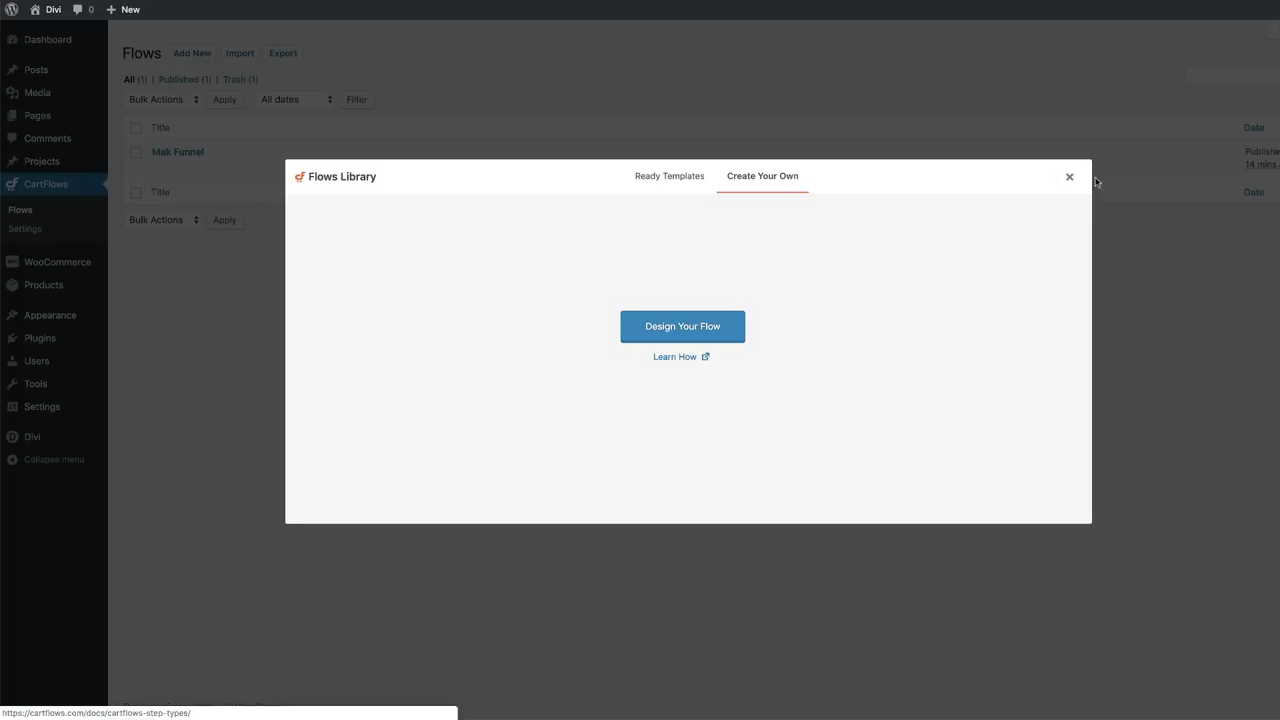 Divi 0 New
Dashboard
Posts
Media
Pages
Comments
Projects
CartFlows
Flows
Settings
WooCommerce
Products
Appearance
Plugins
Users
Tools
Settings
Divi
Collapse menu
Flows Add New Import Export
All (1) | Published (1) | Trash (1)
Bulk Actions Apply All dates Filter
Title Date
Mak Funnel Publishe
14 mins
Title Date
Bulk Actions Apply
Flows Library Ready Templates Create Your Own
Design Your Flow
Learn How
https://cartflows.com/docs/cartflows-step-types/